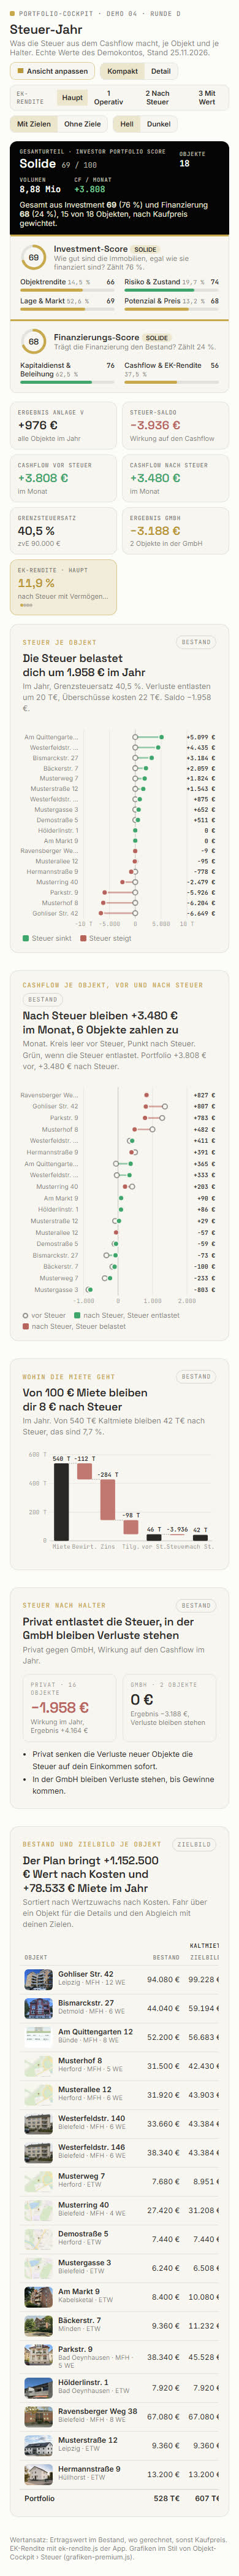 PORTFOLIO-COCKPIT · DEMO 04 · RUNDE D
Steuer-Jahr
Was die Steuer aus dem Cashflow macht, je Objekt und je
Halter. Echte Werte des Demokontos, Stand 25.11.2026.
Ansicht anpassen
Kompakt Detail
EK-RENDITE
Haupt
1 Operativ
2 Nach Steuer
3 Mit Wert
Mit Zielen Ohne Ziele
Hell Dunkel
GESAMTURTEIL · INVESTOR PORTFOLIO SCORE
Solide 69 / 100
OBJEKTE
18
VOLUMEN
8,88 Mio
CF / MONAT
+3.808
Gesamt aus Investment 69 (76 %) und Finanzierung
68 (24 %), 15 von 18 Objekten, nach Kaufpreis
gewichtet.
69
Investment-Score SOLIDE
Wie gut sind die Immobilien, egal wie sie
finanziert sind? Zählt 76 %.
Objektrendite 14,5 % 66
Risiko & Zustand 19,7 % 74
Lage & Markt 52,6 % 69
Potenzial & Preis 13,2 % 68
68
Finanzierungs-Score SOLIDE
Trägt die Finanzierung den Bestand? Zählt 24 %.
Kapitaldienst &
Beleihung 62,5 % 76
Cashflow & EK-Rendite
37,5 % 56
ERGEBNIS ANLAGE V
+976 €
alle Objekte im Jahr
STEUER-SALDO
−3.936 €
Wirkung auf den Cashflow
CASHFLOW VOR STEUER
+3.808 €
im Monat
CASHFLOW NACH STEUER
+3.480 €
im Monat
GRENZSTEUERSATZ
40,5 %
zvE 90.000 €
ERGEBNIS GMBH
−3.188 €
2 Objekte in der GmbH
EK-RENDITE · HAUPT
11,9 %
nach Steuer mit Vermögen…
STEUER JE OBJEKT
BESTAND
Die Steuer belastet
dich um 1.958 € im Jahr
Im Jahr, Grenzsteuersatz 40,5 %. Verluste entlasten
um 20 T€, Überschüsse kosten 22 T€. Saldo −1.958
€.
Am Quittengarte… +5.099 €
Westerfeldstr. … +4.435 €
Bismarckstr. 27 +3.184 €
Bäckerstr. 7 +2.059 €
Musterweg 7 +1.824 €
Musterstraße 12 +1.543 €
Westerfeldstr. … +875 €
Mustergasse 3 +652 €
Demostraße 5 +511 €
Hölderlinstr. 1 0 €
Am Markt 9 0 €
Ravensberger We… -9 €
Musterallee 12 -95 €
Hermannstraße 9 -778 €
Musterring 40 -2.479 €
Parkstr. 9 -5.926 €
Musterhof 8 -6.204 €
Gohliser Str. 42 -6.649 €
-10 T -5.000 0 5.000 10 T
Steuer sinkt Steuer steigt
CASHFLOW JE OBJEKT, VOR UND NACH STEUER
BESTAND
Nach Steuer bleiben +3.480 €
im Monat, 6 Objekte zahlen zu
Monat. Kreis leer vor Steuer, Punkt nach Steuer.
Grün, wenn die Steuer entlastet. Portfolio +3.808 €
vor, +3.480 € nach Steuer.
Ravensberger We… +827 €
Gohliser Str. 42 +807 €
Parkstr. 9 +783 €
Musterhof 8 +482 €
Westerfeldstr. … +411 €
Hermannstraße 9 +391 €
Am Quittengarte… +365 €
Westerfeldstr. … +333 €
Musterring 40 +203 €
Am Markt 9 +90 €
Hölderlinstr. 1 +86 €
Musterstraße 12 +29 €
Musterallee 12 -57 €
Demostraße 5 -59 €
Bismarckstr. 27 -73 €
Bäckerstr. 7 -100 €
Musterweg 7 -233 €
Mustergasse 3 -803 €
-1.000 0 1.000 2.000
vor Steuer nach Steuer, Steuer entlastet
nach Steuer, Steuer belastet
WOHIN DIE MIETE GEHT
BESTAND
Von 100 € Miete bleiben
dir 8 € nach Steuer
Im Jahr. Von 540 T€ Kaltmiete bleiben 42 T€ nach
Steuer, das sind 7,7 %.
600 T
400 T
200 T
0
540 T -112 T
-284 T
-98 T
46 T -3.936 42 T
Miete Bewirt. Zins Tilg. vor St. Steuer nach St.
STEUER NACH HALTER
BESTAND
Privat entlastet die Steuer, in der
GmbH bleiben Verluste stehen
Privat gegen GmbH, Wirkung auf den Cashflow im
Jahr.
PRIVAT · 16
OBJEKTE
−1.958 €
Wirkung im Jahr,
Ergebnis +4.164 €
GMBH · 2 OBJEKTE
0 €
Ergebnis −3.188 €,
Verluste bleiben stehen
Privat senken die Verluste neuer Objekte die
Steuer auf dein Einkommen sofort.
In der GmbH bleiben Verluste stehen, bis Gewinne
kommen.
BESTAND UND ZIELBILD JE OBJEKT
ZIELBILD
Der Plan bringt +1.152.500
€ Wert nach Kosten und
+78.533 € Miete im Jahr
Sortiert nach Wertzuwachs nach Kosten. Fahr über
ein Objekt für die Details und den Abgleich mit
deinen Zielen.
KALTMIET
OBJEKT BESTAND ZIELBIL
Gohliser Str. 42 94.080 € 99.228 €
Leipzig · MFH · 12 WE
Bismarckstr. 27 44.040 € 59.194 €
Detmold · MFH · 6 WE
Am Quittengarten 12 52.200 € 56.683 €
Bünde · MFH · 8 WE
Musterhof 8 31.500 € 42.430 €
Herford · MFH · 5 WE
Musterallee 12 31.920 € 43.903 €
Herford · MFH · 6 WE
Westerfeldstr. 140 33.660 € 43.384 €
Bielefeld · MFH · 6 WE
Westerfeldstr. 146 38.340 € 43.384 €
Bielefeld · MFH · 6 WE
Musterweg 7 7.680 € 8.951 €
Herford · ETW
Musterring 40 27.420 € 31.208 €
Bielefeld · MFH · 4 WE
Demostraße 5 7.440 € 7.440 €
Herford · ETW
Mustergasse 3 6.240 € 6.508 €
Bielefeld · ETW
Am Markt 9 8.400 € 10.080 €
Kabelsketal · ETW
Bäckerstr. 7 9.360 € 11.232 €
Minden · ETW
Parkstr. 9 38.340 € 45.528 €
Bad Oeynhausen · MFH ·
5 WE
Hölderlinstr. 1 7.920 € 7.920 €
Bad Oeynhausen · ETW
Ravensberger Weg 38 67.080 € 67.080 €
Bielefeld · MFH · 8 WE
Musterstraße 12 9.360 € 9.360 €
Leipzig · ETW
Hermannstraße 9 13.200 € 13.200 €
Hüllhorst · ETW
Portfolio 528 T€ 607 T€
Wertansatz: Ertragswert im Bestand, wo gerechnet, sonst Kaufpreis.
EK-Rendite mit ek-rendite.js der App. Grafiken im Stil von Objekt-
Cockpit › Steuer (grafiken-premium.js).